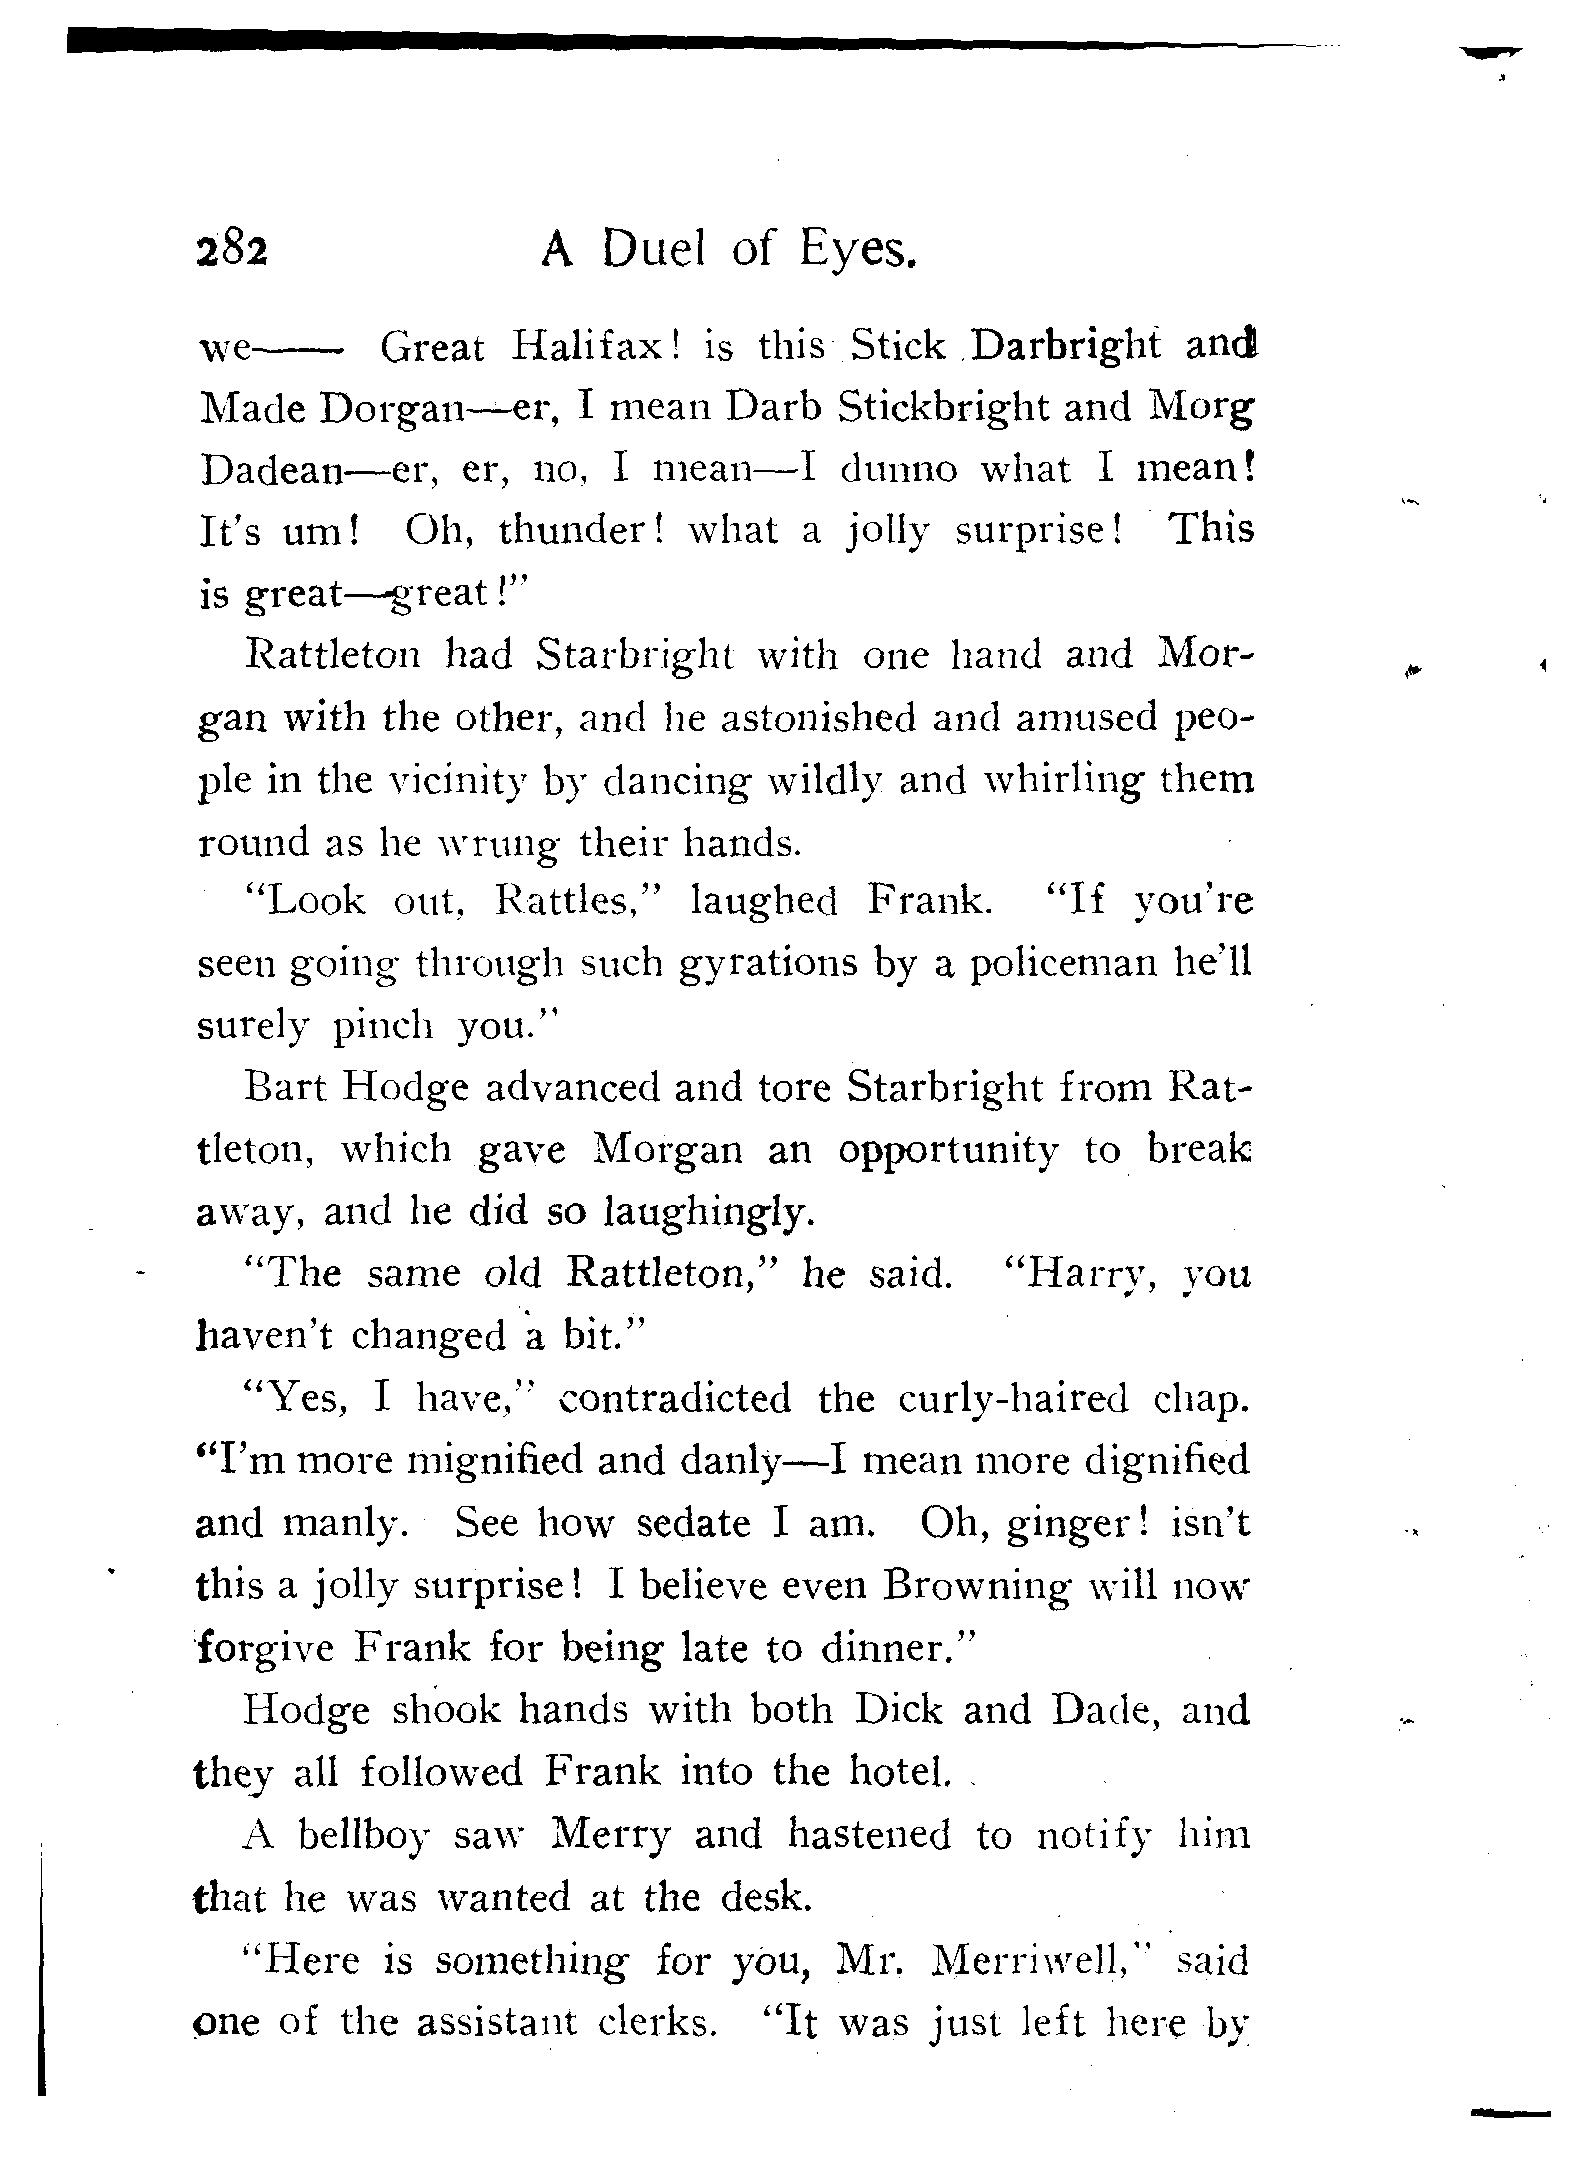 282 A Duel of Eyes.
we—— Great Halifax! is this Stick Darbright and
Made Dorgan—er, I mean Darb Stickbright and Morg
Dadean—er, er, no, I mean—I dunno what I mean!
It's um! Oh, thunder! what a jolly surprise! This
is great—great!"
Rattleton had Starbright with one hand and Mor-
gan with the other, and he astonished and amused peo-
ple in the vicinity by dancing wildly and whirling them
round as he wrung their hands.
"Look out, Rattles," laughed Frank. "If you're
seen going through such gyrations by a policeman he'll
surely pinch you."
Bart Hodge advanced and tore Starbright from Rat-
tleton, which gave Morgan an opportunity to break
away, and he did so laughingly.
"The same old Rattleton," he said. "Harry, you
haven't changed a bit."
"Yes, I have," contradicted the curly-haired chap.
"I'm more mignified and danly—I mean more dignified
and manly. See how sedate I am. Oh, ginger! isn't
this a jolly surprise! I believe even Browning will now
forgive Frank for being late to dinner."
Hodge shook hands with both Dick and Dade, and
they all followed Frank into the hotel.
A bellboy saw Merry and hastened to notify him
that he was wanted at the desk.
"Here is something for you, Mr. Merriwell," said
one of the assistant clerks. "It was just left here by